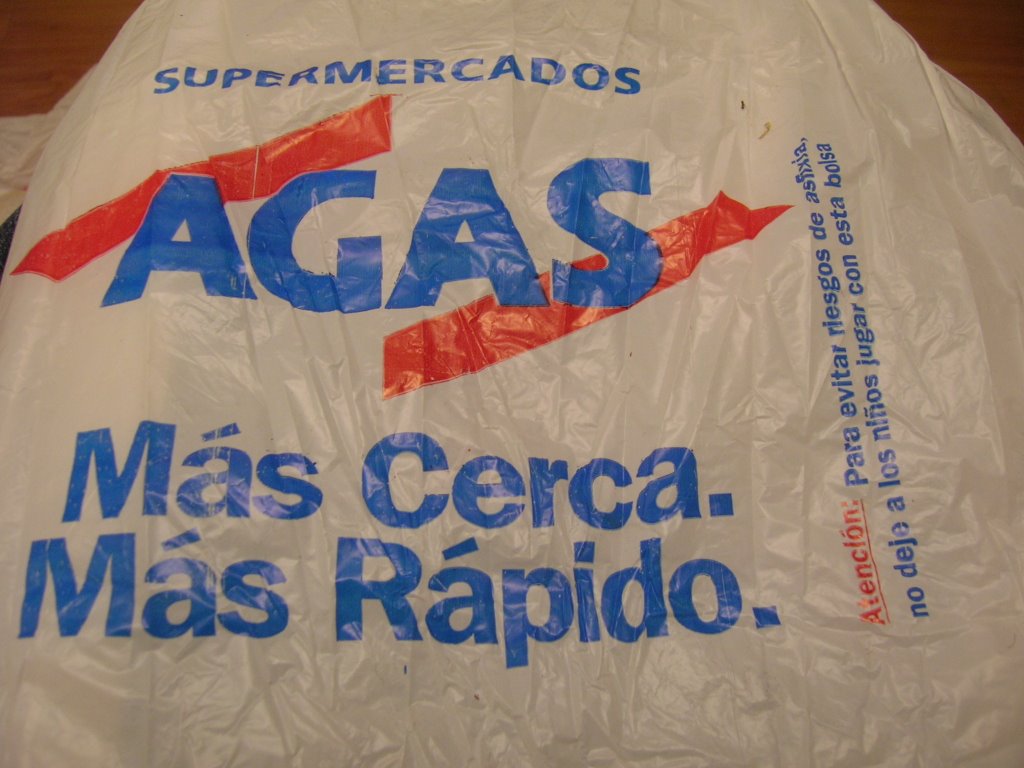 SUPERMERCADOS
AGAS
Más Cerca.
Más Rápido.
Atención: Para evitar riesgos de asfixia,
no deje a los niños jugar con esta bolsa